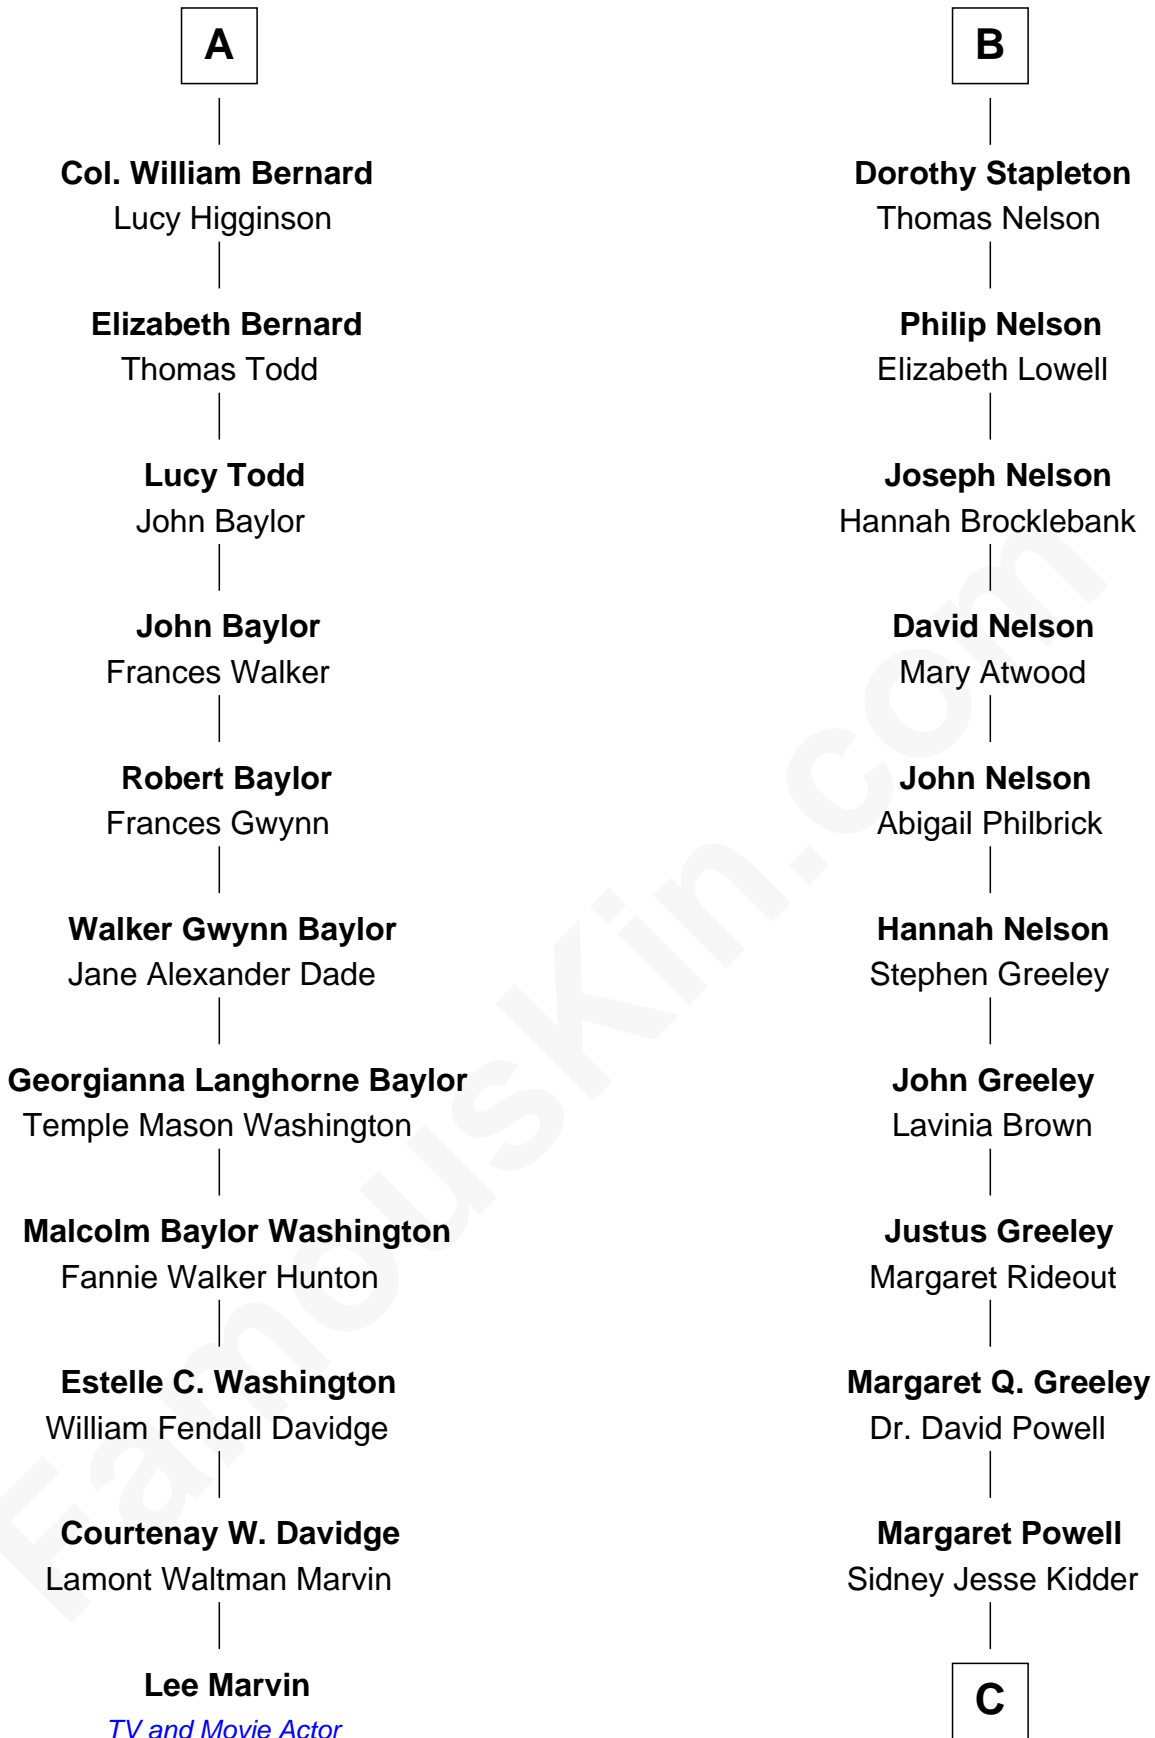 A
Col. William Bernard
Lucy Higginson
Elizabeth Bernard
Thomas Todd
Lucy Todd
John Baylor
John Baylor
Frances Walker
Robert Baylor
Frances Gwynn
Walker Gwynn Baylor
Jane Alexander Dade
Georgianna Langhorne Baylor
Temple Mason Washington
Malcolm Baylor Washington
Fannie Walker Hunton
Estelle C. Washington
William Fendall Davidge
Courtenay W. Davidge
Lamont Waltman Marvin
Lee Marvin
TV and Movie Actor
B
Dorothy Stapleton
Thomas Nelson
Philip Nelson
Elizabeth Lowell
Joseph Nelson
Hannah Brocklebank
David Nelson
Mary Atwood
John Nelson
Abigail Philbrick
Hannah Nelson
Stephen Greeley
John Greeley
Lavinia Brown
Justus Greeley
Margaret Rideout
Margaret Q. Greeley
Dr. David Powell
Margaret Powell
Sidney Jesse Kidder
C
FamousKin.com